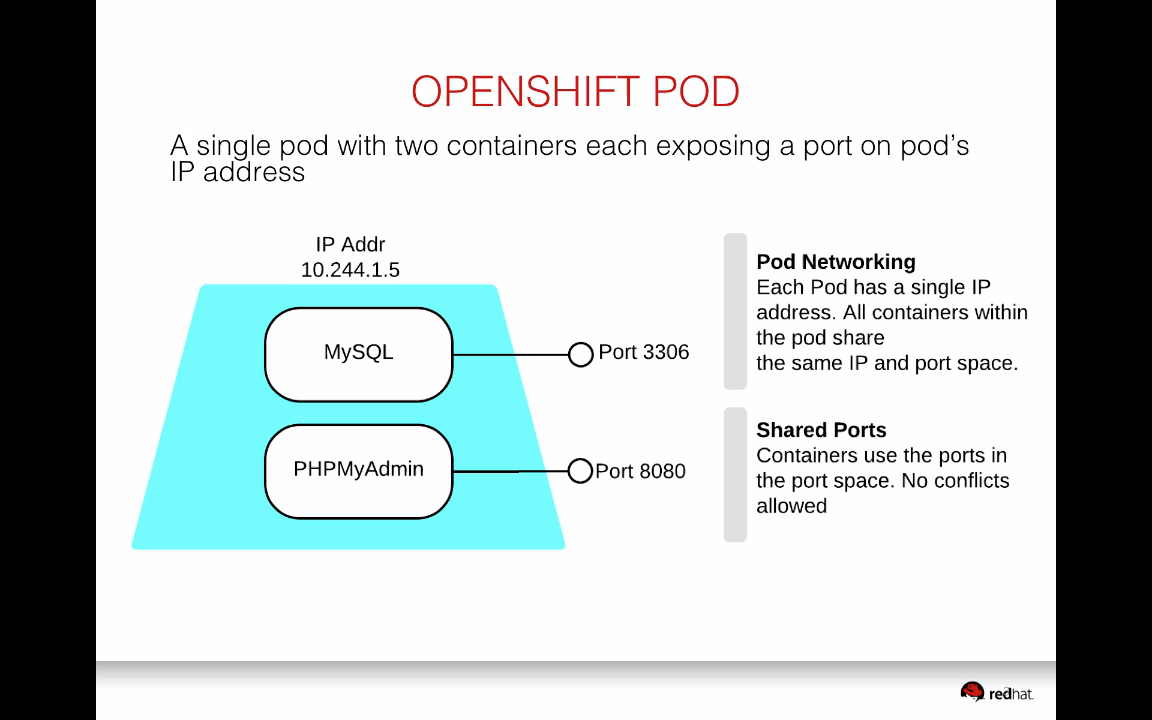 OPENSHIFT POD
A single pod with two containers each exposing a port on pod's
IP address
IP Addr
10.244.1.5
MySQL
Port 3306
PHPMyAdmin
Port 8080
Pod Networking
Each Pod has a single IP
address. All containers within
the pod share
the same IP and port space.
Shared Ports
Containers use the ports in
the port space. No conflicts
allowed
redhat.